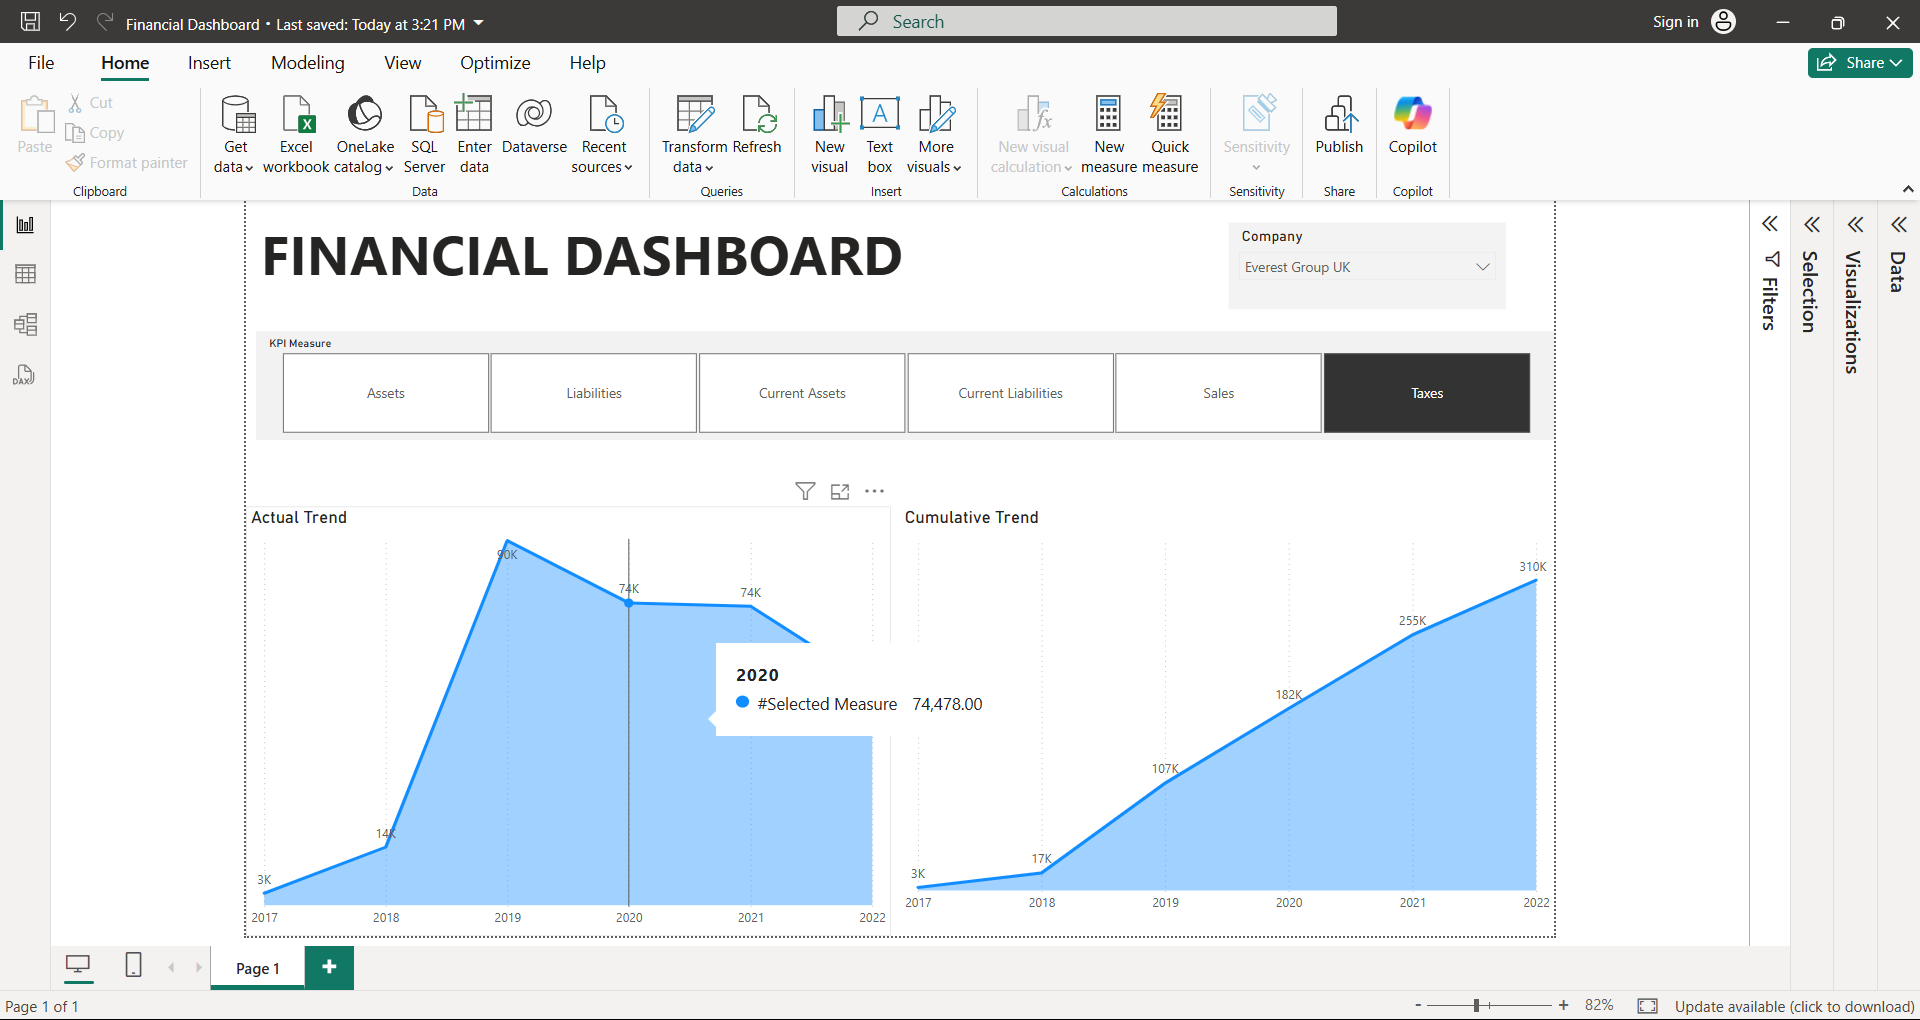 Financial Dashboard • Last saved: Today at 3:21 PM
Search
Sign in
File
Home
Insert
Modeling
View
Optimize
Help
Share
Paste
Cut
Copy
Format painter
Clipboard
Get data
Excel workbook
OneLake catalog
SQL Server
Enter data
Dataverse
Recent sources
Data
Transform data
Refresh
Queries
New visual
A
Text box
More visuals
Insert
New visual calculation
New measure
Quick measure
Calculations
Sensitivity
Sensitivity
Publish
Share
Copilot
Copilot
DAX
FINANCIAL DASHBOARD
Company
Everest Group UK
KPI Measure
Assets
Liabilities
Current Assets
Current Liabilities
Sales
Taxes
Actual Trend
3K
14K
90K
74K
74K
2020
#Selected Measure 74,478.00
2017 2018 2019 2020 2021 2022
Cumulative Trend
3K
17K
107K
182K
255K
310K
2017 2018 2019 2020 2021 2022
Filters
Selection
Visualizations
Data
Page 1
+
Page 1 of 1
- + 82%
Update available (click to download)